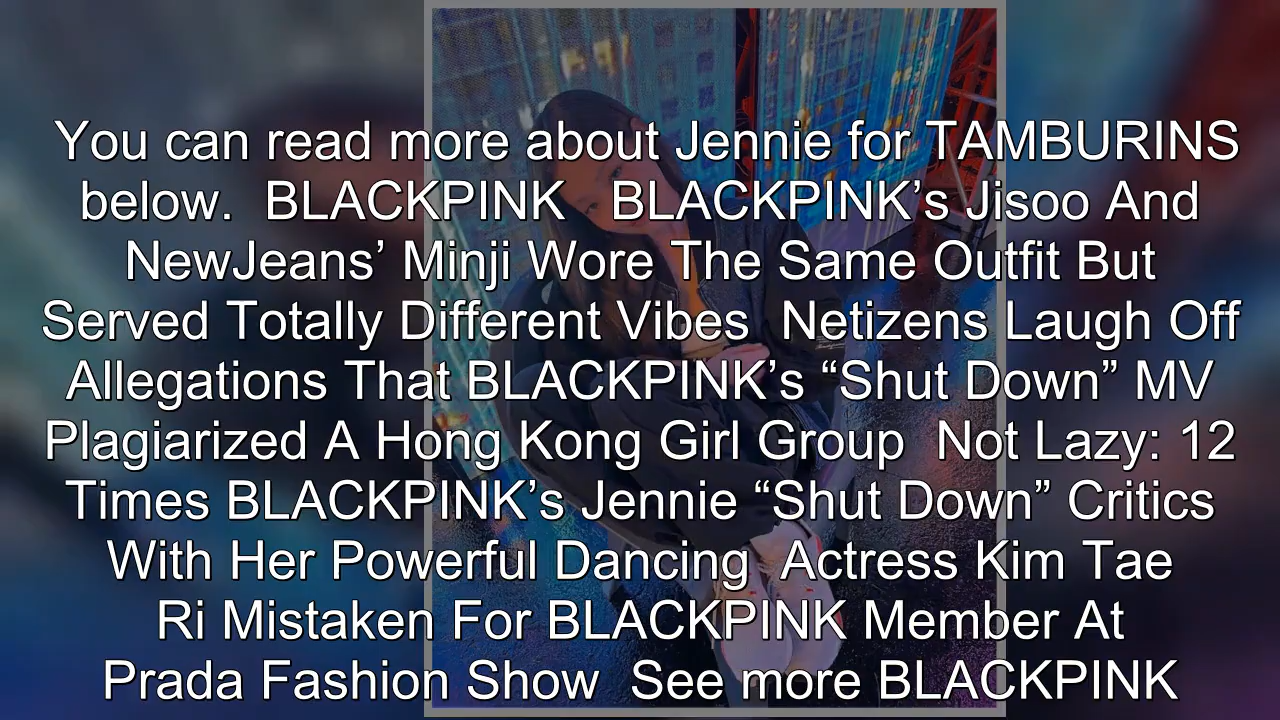 You can read more about Jennie for TAMBURINS
below.  BLACKPINK   BLACKPINK’s Jisoo And
NewJeans’ Minji Wore The Same Outfit But
Served Totally Different Vibes  Netizens Laugh Off
Allegations That BLACKPINK’s “Shut Down” MV
Plagiarized A Hong Kong Girl Group  Not Lazy: 12
Times BLACKPINK’s Jennie “Shut Down” Critics
With Her Powerful Dancing  Actress Kim Tae
Ri Mistaken For BLACKPINK Member At
Prada Fashion Show  See more BLACKPINK